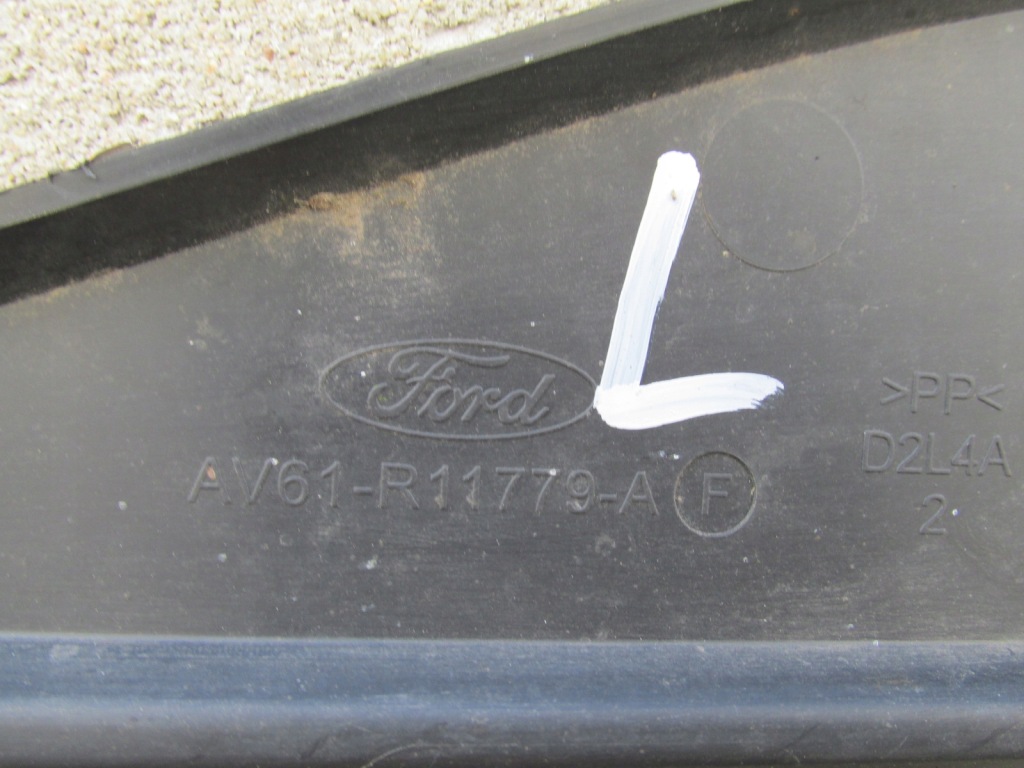 L
Ford
AV61-R11779-A F
>PP<
D2L4A
2